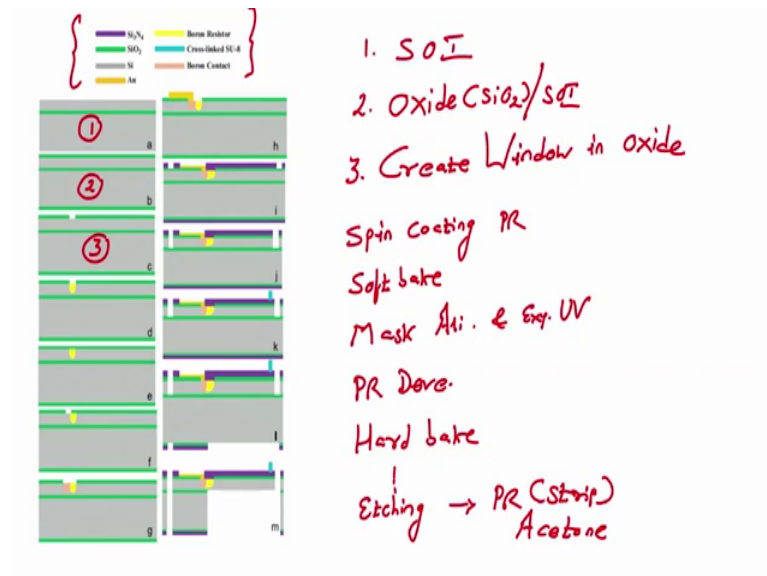 Si3N4
SiO2
Si
Au
Boron Resistor
Cross-linked SU-8
Boron Contact
1
a
2
b
3
c
d
e
f
g
h
i
j
k
l
m
1. SOI
2. Oxide(SiO2)/SOI
3. Create Window in oxide
Spin coating PR
Soft bake
Mask Ali. & Exp. UV
PR Deve.
Hard bake
Etching → PR (Strip)
Acetone